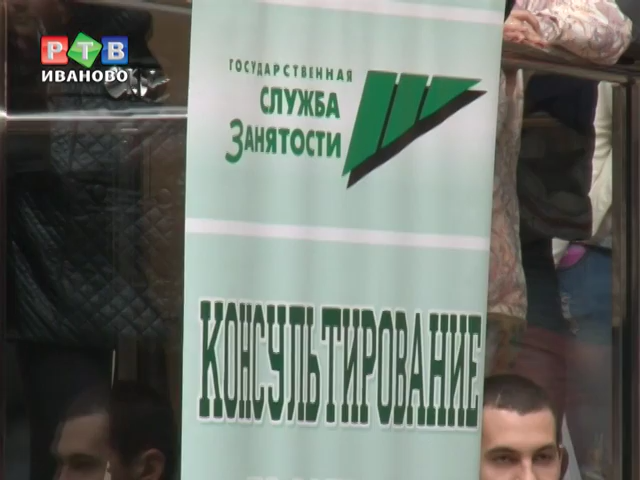 РТВ
ИВАНОВО
ГОСУДАРСТВЕННАЯ
СЛУЖБА
ЗАНЯТОСТИ
КОНСУЛЬТИРОВАНИЕ